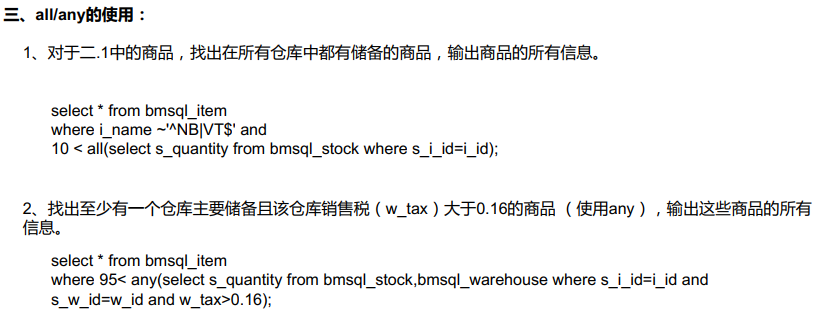 三、all/any的使用：
1、对于二.1中的商品，找出在所有仓库中都有储备的商品，输出商品的所有信息。
select * from bmsql_item
where i_name ~'^NB|VT$' and
10 < all(select s_quantity from bmsql_stock where s_i_id=i_id);
2、找出至少有一个仓库主要储备且该仓库销售税（w_tax）大于0.16的商品 （使用any），输出这些商品的所有
信息。
select * from bmsql_item
where 95< any(select s_quantity from bmsql_stock,bmsql_warehouse where s_i_id=i_id and
s_w_id=w_id and w_tax>0.16);